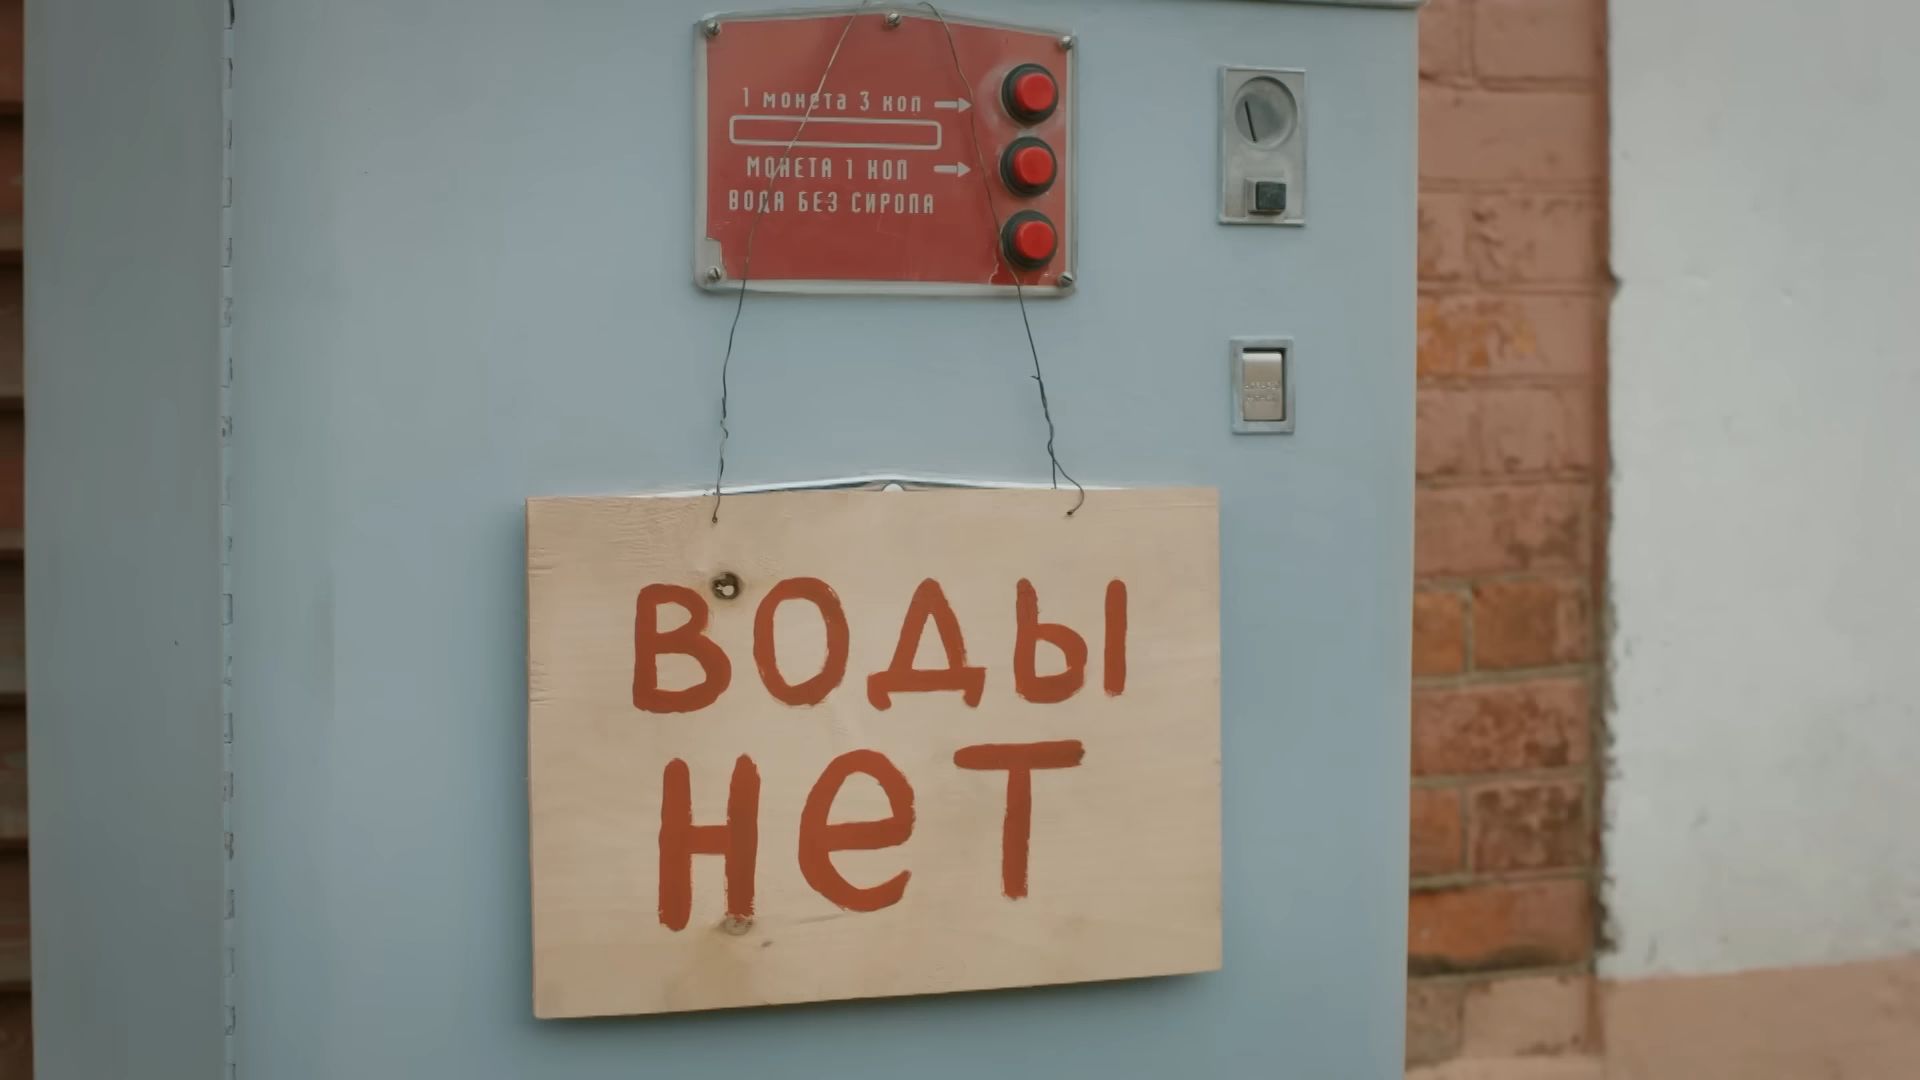 1 монета 3 коп
МОНЕТА 1 КОП
ВОДА БЕЗ СИРОПА
ВОДЫ
нет